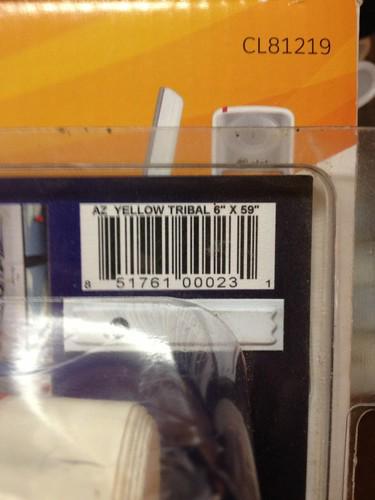 CL81219
AZ YELLOW TRIBAL 6" X 59"
8 51761 00023 1